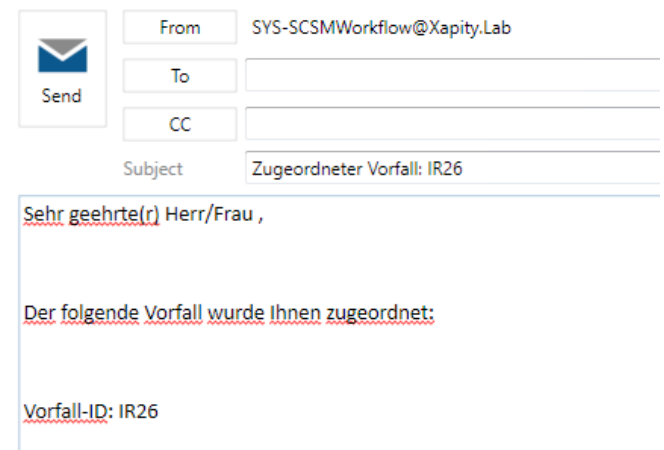 From
SYS-SCSMWorkflow@Xapity.Lab
To
Send
CC
Subject
Zugeordneter Vorfall: IR26
Sehr geehrte(r) Herr/Frau ,
Der folgende Vorfall wurde Ihnen zugeordnet:
Vorfall-ID: IR26